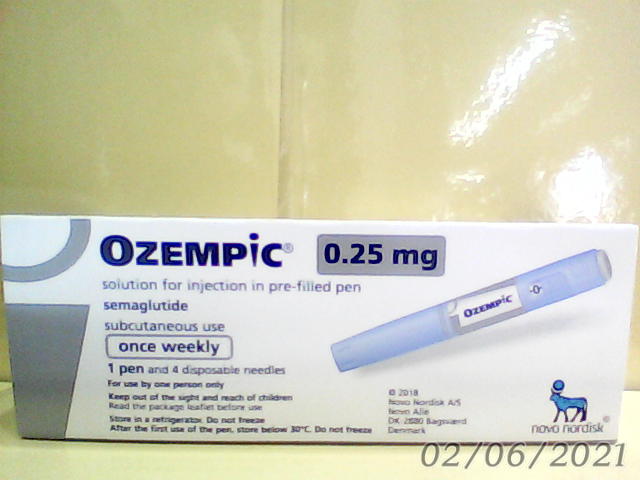 OZEMPIC® 0.25 mg
solution for injection in pre-filled pen
semaglutide
subcutaneous use
once weekly
1 pen and 4 disposable needles
For use by one person only
Keep out of the sight and reach of children
Read the package leaflet before use
Store in a refrigerator. Do not freeze
After the first use of the pen, store below 30°C. Do not freeze
OZEMPIC
-0-
© 2018
Novo Nordisk A/S
Novo Allé
DK-2880 Bagsværd
Denmark
novo nordisk®
02/06/2021